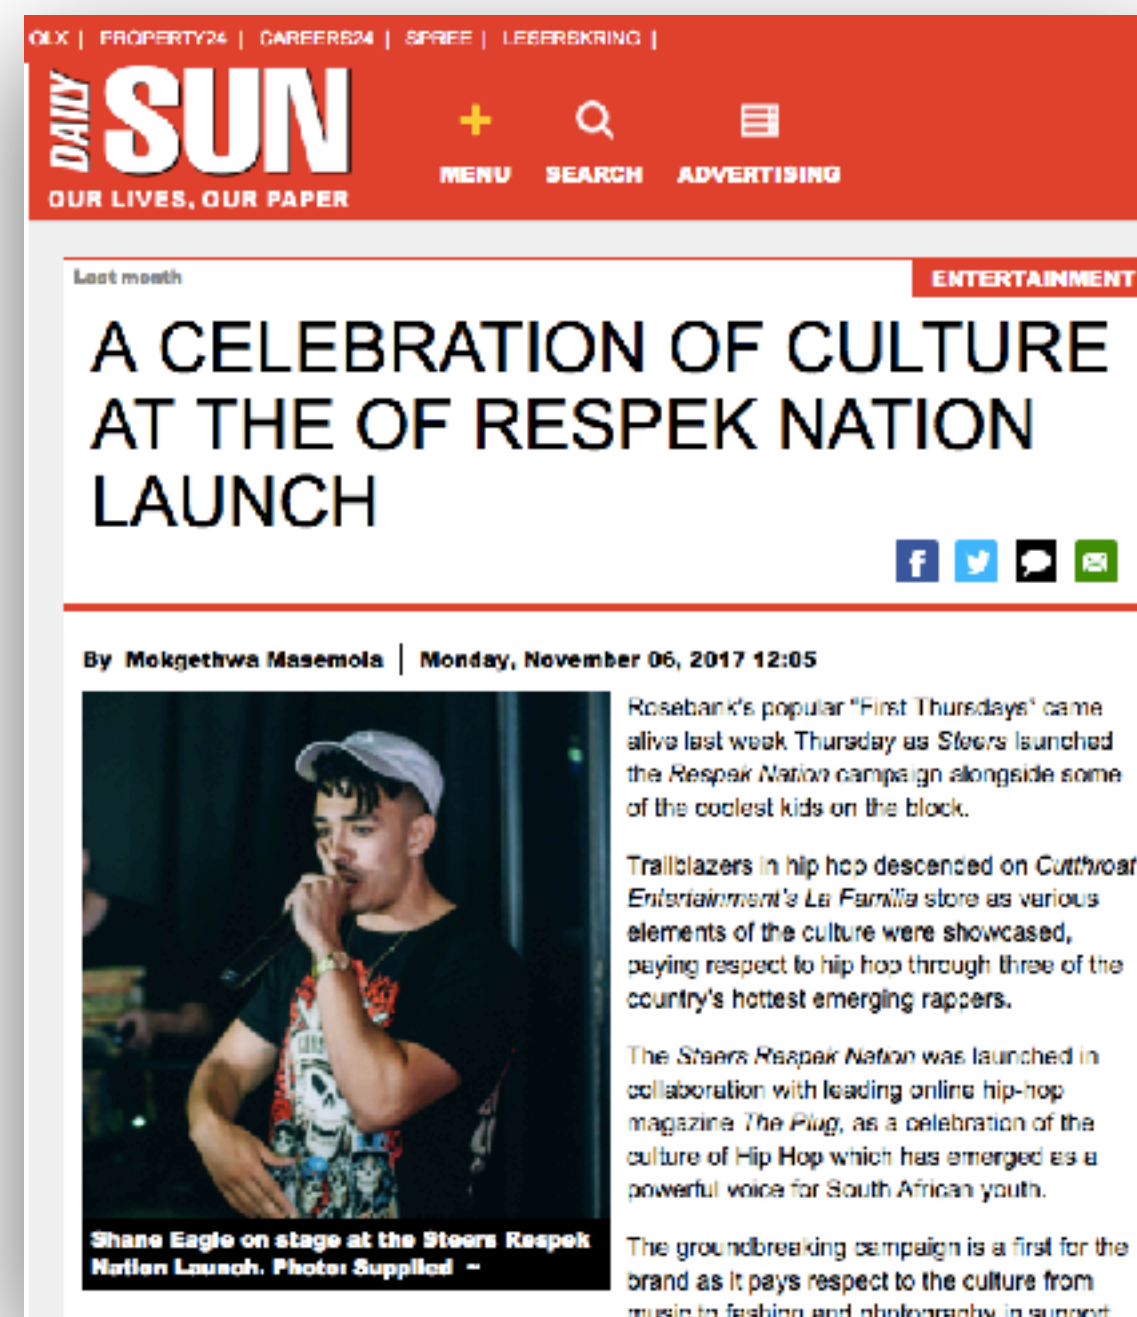 OLX | PROPERTY24 | CAREERS24 | SPREE | LESERSKRING |
DAILY SUN
OUR LIVES, OUR PAPER
MENU SEARCH ADVERTISING
Last month
ENTERTAINMENT
A CELEBRATION OF CULTURE
AT THE OF RESPEK NATION
LAUNCH
By Mokgethwa Masemola | Monday, November 06, 2017 12:05
Rosebank's popular "First Thursdays" came
alive last week Thursday as Steers launched
the Respek Nation campaign alongside some
of the coolest kids on the block.
Trailblazers in hip hop descended on Cutthroat
Entertainment's La Familia store as various
elements of the culture were showcased,
paying respect to hip hop through three of the
country's hottest emerging rappers.
The Steers Respek Nation was launched in
collaboration with leading online hip-hop
magazine The Plug, as a celebration of the
culture of Hip Hop which has emerged as a
powerful voice for South African youth.
The groundbreaking campaign is a first for the
brand as it pays respect to the culture from
music to fashion and photography in support
Shane Eagle on stage at the Steers Respek
Nation Launch. Photo: Supplied ~